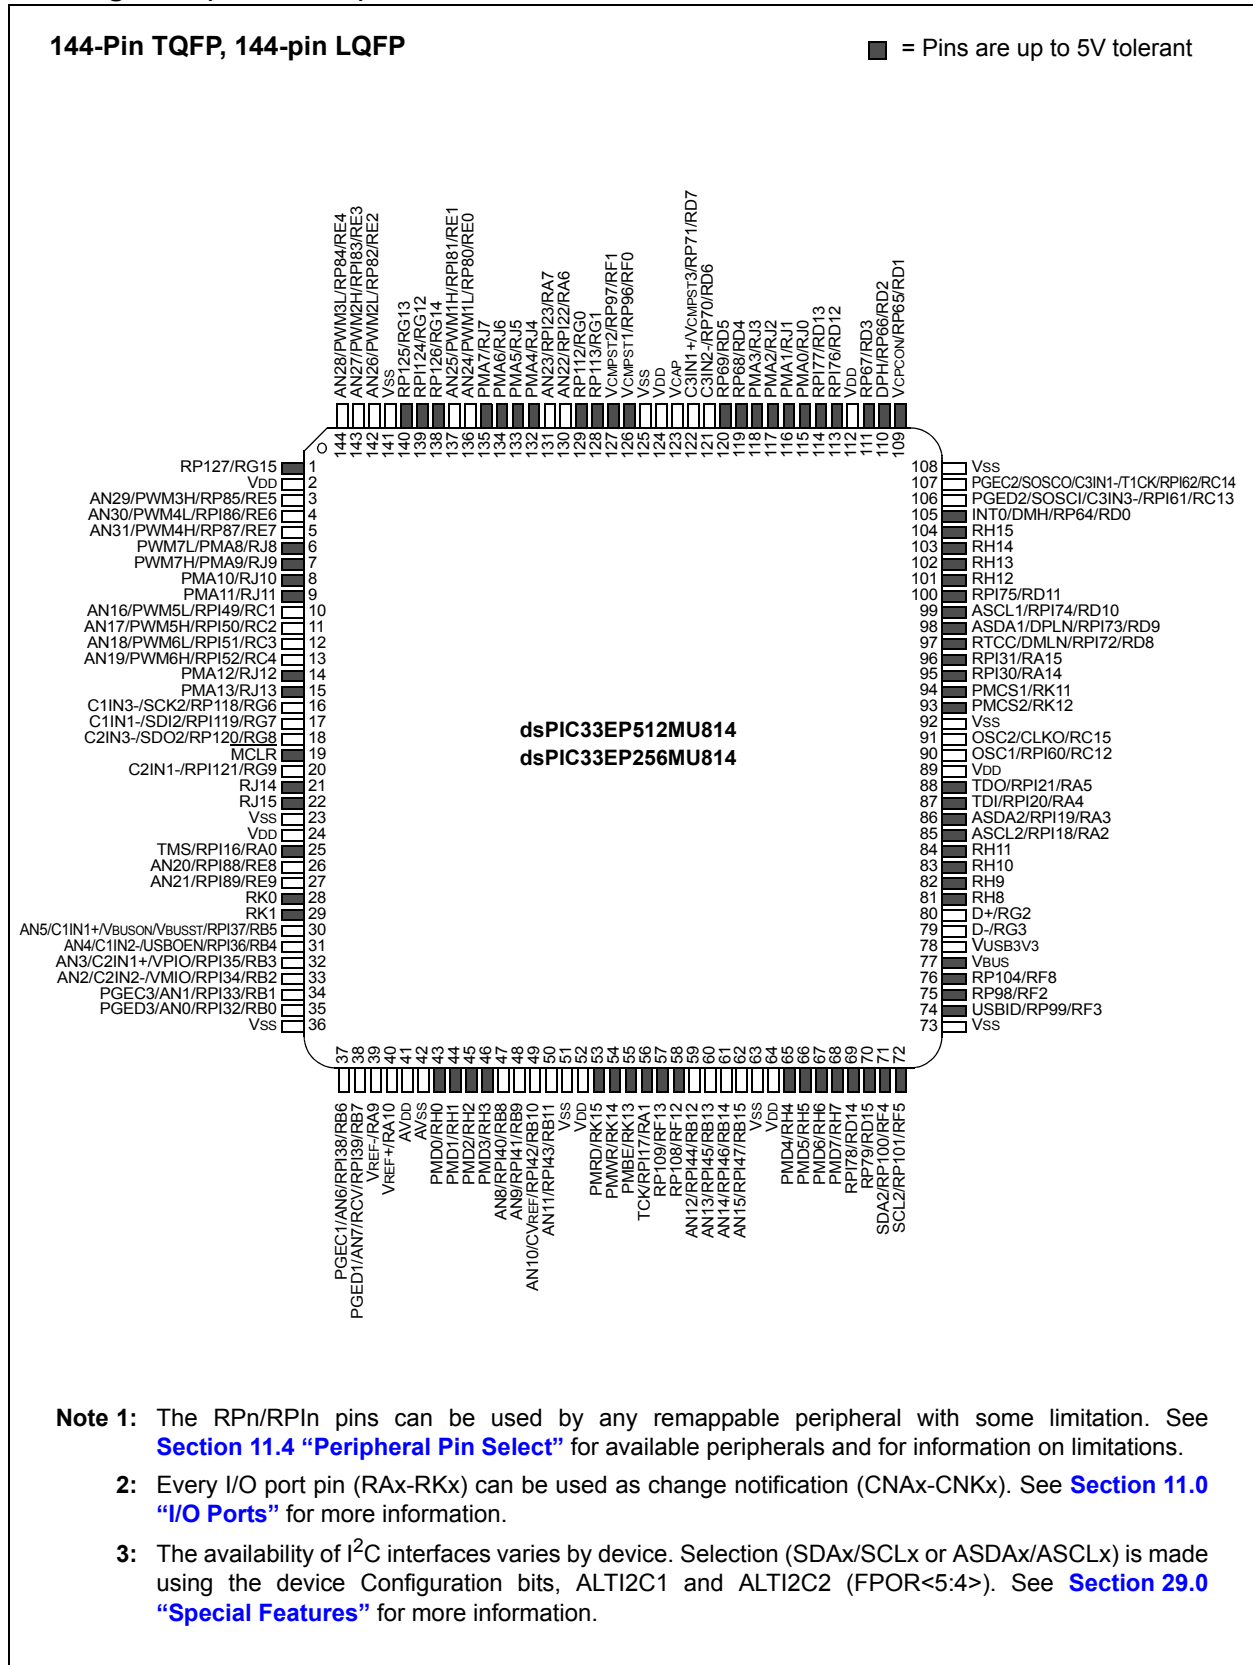 144-Pin TQFP, 144-pin LQFP
= Pins are up to 5V tolerant
AN28/PWM3L/RP84/RE4 144
AN27/PWM2H/RPI83/RE3 143
AN26/PWM2L/RP82/RE2 142
VSS 141
RP125/RG13 140
RPI124/RG12 139
RP126/RG14 138
AN25/PWM1H/RPI81/RE1 137
AN24/PWM1L/RP80/RE0 136
PMA7/RJ7 135
PMA6/RJ6 134
PMA5/RJ5 133
PMA4/RJ4 132
AN23/RPI23/RA7 131
AN22/RPI22/RA6 130
RP112/RG0 129
RP113/RG1 128
VCMPST2/RP97/RF1 127
VCMPST1/RP96/RF0 126
VSS 125
VDD 124
VCAP 123
C3IN1+/VCMPST3/RP71/RD7 122
C3IN2-/RP70/RD6 121
RP69/RD5 120
RP68/RD4 119
PMA3/RJ3 118
PMA2/RJ2 117
PMA1/RJ1 116
PMA0/RJ0 115
RPI77/RD13 114
RPI76/RD12 113
VDD 112
RP67/RD3 111
DPH/RP66/RD2 110
VCPCON/RP65/RD1 109
RP127/RG15 1
VDD 2
AN29/PWM3H/RP85/RE5 3
AN30/PWM4L/RPI86/RE6 4
AN31/PWM4H/RP87/RE7 5
PWM7L/PMA8/RJ8 6
PWM7H/PMA9/RJ9 7
PMA10/RJ10 8
PMA11/RJ11 9
AN16/PWM5L/RPI49/RC1 10
AN17/PWM5H/RPI50/RC2 11
AN18/PWM6L/RPI51/RC3 12
AN19/PWM6H/RPI52/RC4 13
PMA12/RJ12 14
PMA13/RJ13 15
C1IN3-/SCK2/RP118/RG6 16
C1IN1-/SDI2/RPI119/RG7 17
C2IN3-/SDO2/RP120/RG8 18
MCLR 19
C2IN1-/RPI121/RG9 20
RJ14 21
RJ15 22
VSS 23
VDD 24
TMS/RPI16/RA0 25
AN20/RPI88/RE8 26
AN21/RPI89/RE9 27
RK0 28
RK1 29
AN5/C1IN1+/VBUSON/VBUSST/RPI37/RB5 30
AN4/C1IN2-/USBOEN/RPI36/RB4 31
AN3/C2IN1+/VPIO/RPI35/RB3 32
AN2/C2IN2-/VMIO/RPI34/RB2 33
PGEC3/AN1/RPI33/RB1 34
PGED3/AN0/RPI32/RB0 35
VSS 36
dsPIC33EP512MU814
dsPIC33EP256MU814
108 VSS
107 PGEC2/SOSCO/C3IN1-/T1CK/RPI62/RC14
106 PGED2/SOSCI/C3IN3-/RPI61/RC13
105 INT0/DMH/RP64/RD0
104 RH15
103 RH14
102 RH13
101 RH12
100 RPI75/RD11
99 ASCL1/RPI74/RD10
98 ASDA1/DPLN/RPI73/RD9
97 RTCC/DMLN/RPI72/RD8
96 RPI31/RA15
95 RPI30/RA14
94 PMCS1/RK11
93 PMCS2/RK12
92 VSS
91 OSC2/CLKO/RC15
90 OSC1/RPI60/RC12
89 VDD
88 TDO/RPI21/RA5
87 TDI/RPI20/RA4
86 ASDA2/RPI19/RA3
85 ASCL2/RPI18/RA2
84 RH11
83 RH10
82 RH9
81 RH8
80 D+/RG2
79 D-/RG3
78 VUSB3V3
77 VBUS
76 RP104/RF8
75 RP98/RF2
74 USBID/RP99/RF3
73 VSS
37 PGEC1/AN6/RPI38/RB6
38 PGED1/AN7/RCV/RPI39/RB7
39 VREF-/RA9
40 VREF+/RA10
41 AVDD
42 AVSS
43 PMD0/RH0
44 PMD1/RH1
45 PMD2/RH2
46 PMD3/RH3
47 AN8/RPI40/RB8
48 AN9/RPI41/RB9
49 AN10/CVREF/RPI42/RB10
50 AN11/RPI43/RB11
51 VSS
52 VDD
53 PMRD/RK15
54 PMWR/RK14
55 PMBE/RK13
56 TCK/RPI17/RA1
57 RP109/RF13
58 RP108/RF12
59 AN12/RPI44/RB12
60 AN13/RPI45/RB13
61 AN14/RPI46/RB14
62 AN15/RPI47/RB15
63 VSS
64 VDD
65 PMD4/RH4
66 PMD5/RH5
67 PMD6/RH6
68 PMD7/RH7
69 RPI78/RD14
70 RP79/RD15
71 SDA2/RP100/RF4
72 SCL2/RP101/RF5
Note 1: The RPn/RPIn pins can be used by any remappable peripheral with some limitation. See
Section 11.4 “Peripheral Pin Select” for available peripherals and for information on limitations.
2: Every I/O port pin (RAx-RKx) can be used as change notification (CNAx-CNKx). See Section 11.0
“I/O Ports” for more information.
3: The availability of I2C interfaces varies by device. Selection (SDAx/SCLx or ASDAx/ASCLx) is made
using the device Configuration bits, ALTI2C1 and ALTI2C2 (FPOR<5:4>). See Section 29.0
“Special Features” for more information.